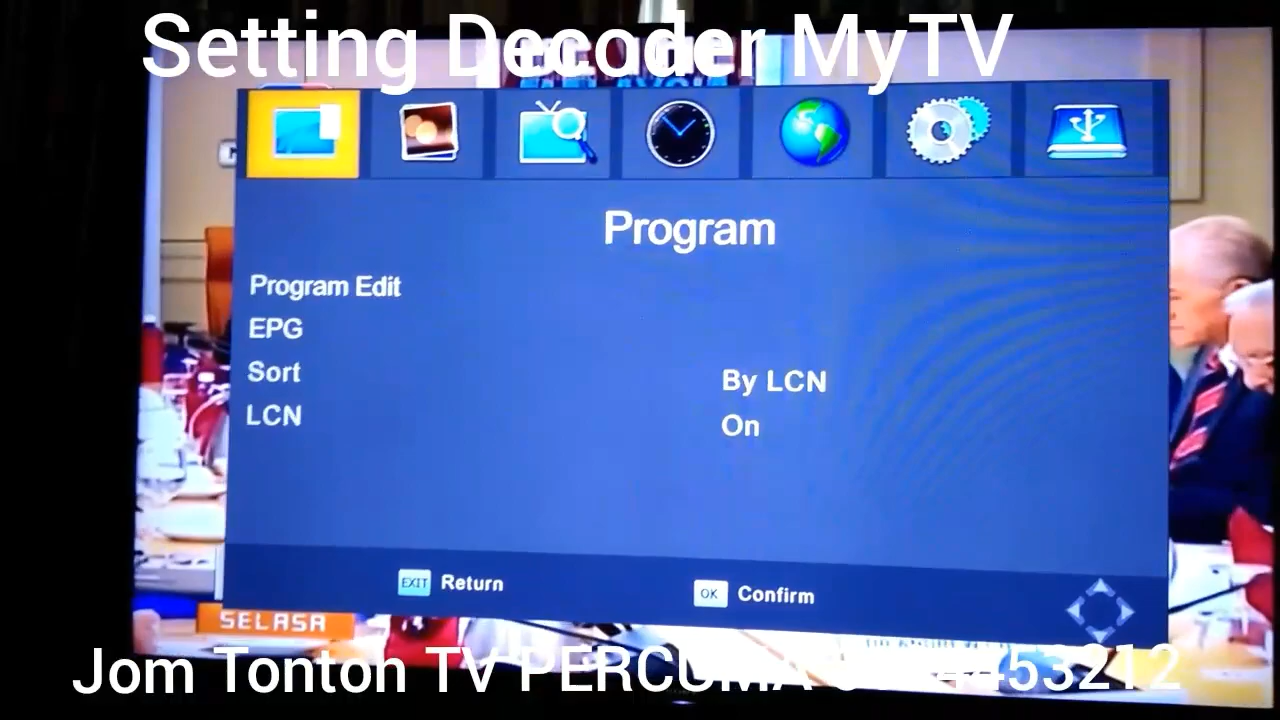 Setting Decoder MyTV
Program
Program Edit
EPG
Sort By LCN
LCN On
EXIT Return OK Confirm
SELASA
Jom Tonton TV PERCUMA